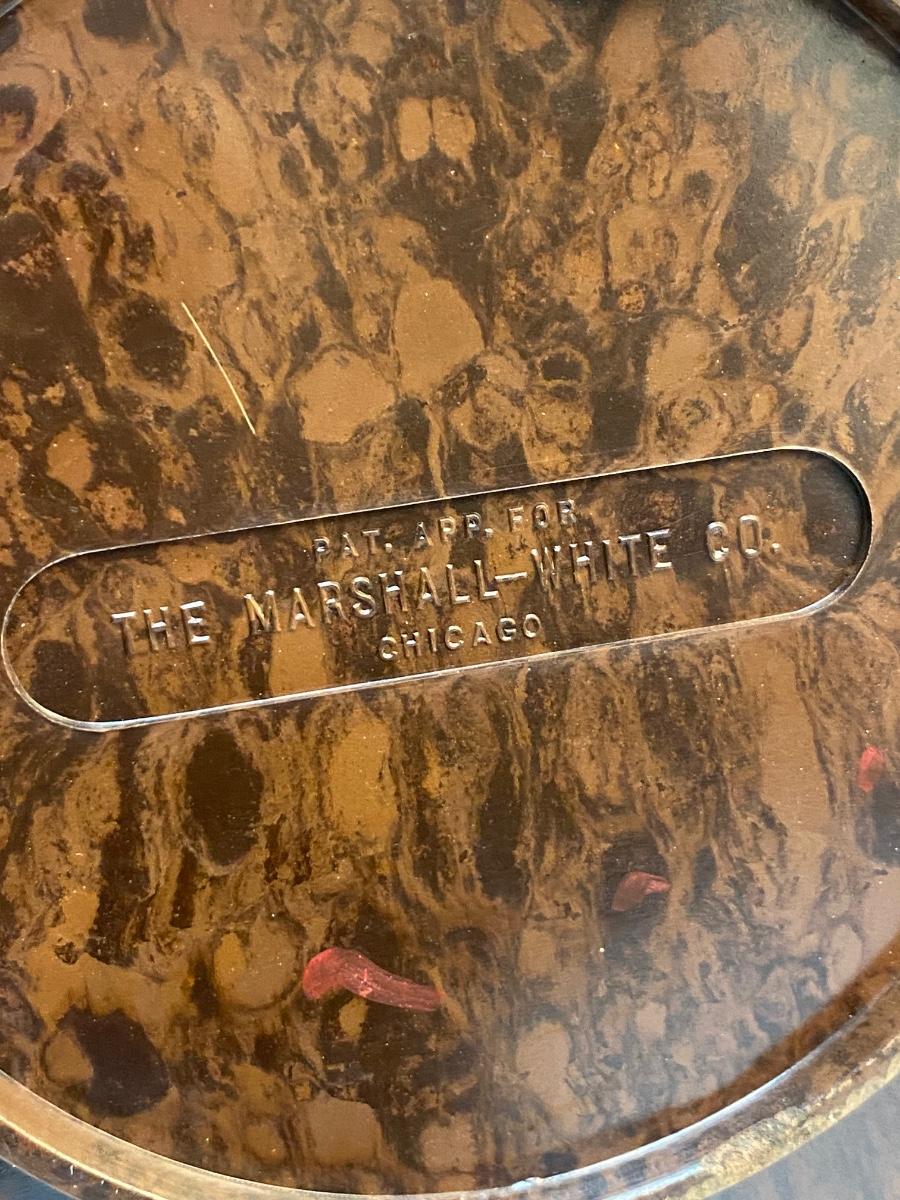 PAT. APP. FOR
THE MARSHALL—WHITE CO.
CHICAGO